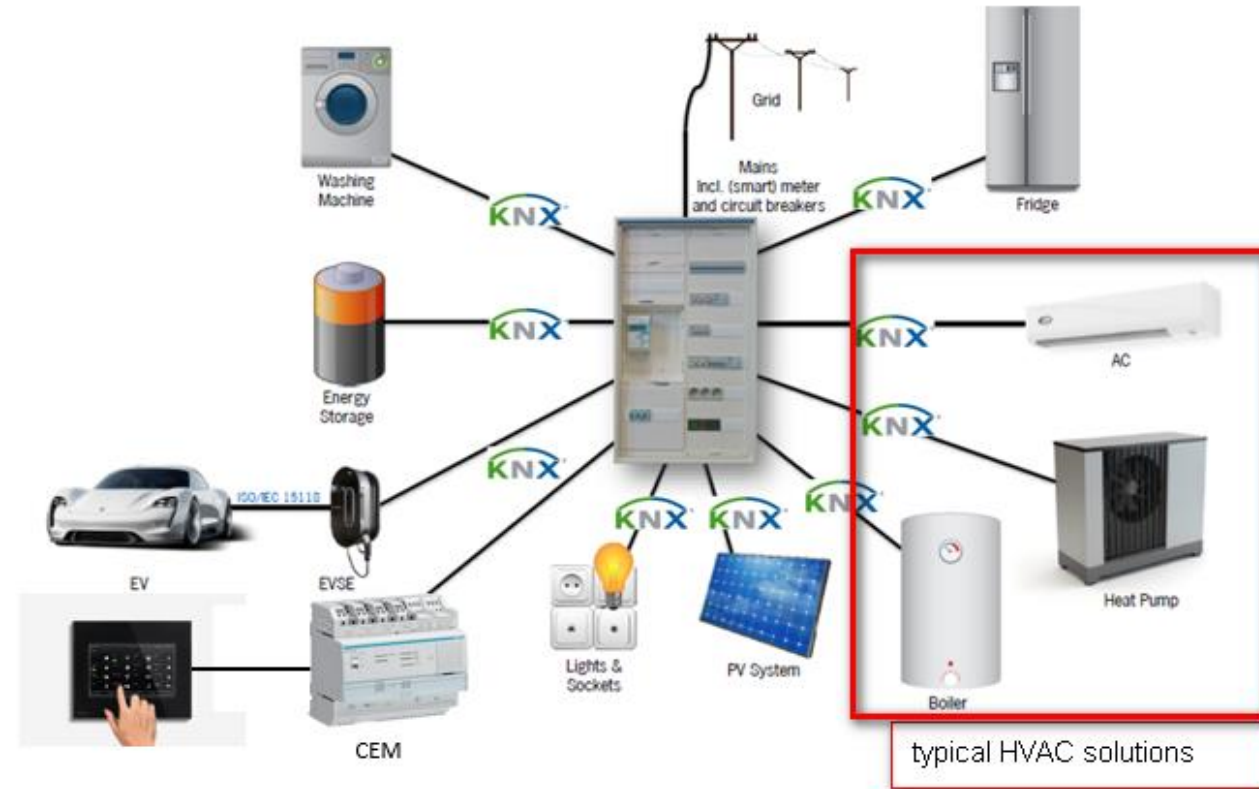 Grid
Mains
Incl. (smart) meter
and circuit breakers
Washing
Machine
KNX
KNX
Fridge
Energy
Storage
KNX
KNX
AC
KNX
KNX
KNX
EV
ISO/IEC 15118
EVSE
KNX
KNX
Lights &
Sockets
PV System
Heat Pump
Boiler
CEM
typical HVAC solutions